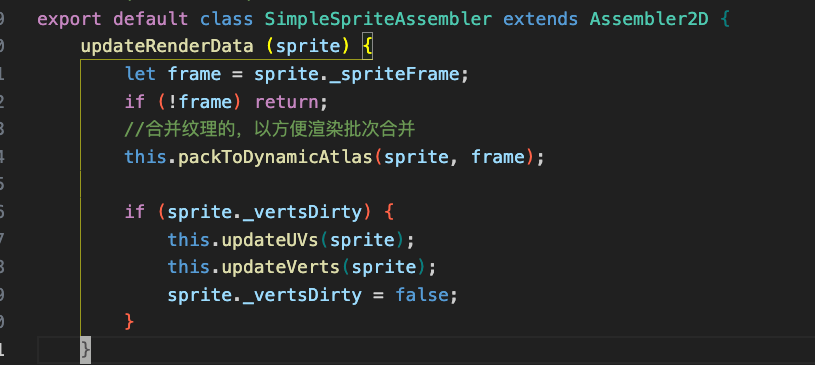 9 export default class SimpleSpriteAssembler extends Assembler2D {
0     updateRenderData (sprite) {
1         let frame = sprite._spriteFrame;
2         if (!frame) return;
3         //合并纹理的，以方便渲染批次合并
4         this.packToDynamicAtlas(sprite, frame);
5
6         if (sprite._vertsDirty) {
7             this.updateUVs(sprite);
8             this.updateVerts(sprite);
9             sprite._vertsDirty = false;
0         }
1     }